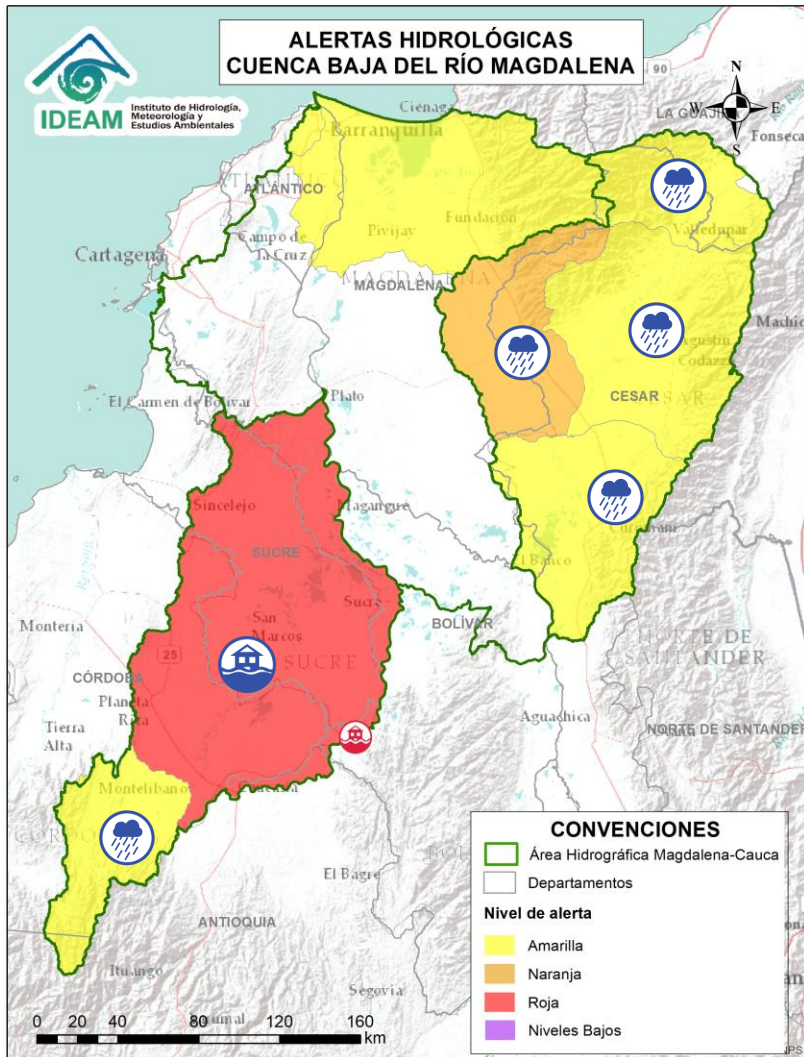 ALERTAS HIDROLÓGICAS
CUENCA BAJA DEL RÍO MAGDALENA
IDEAM
Instituto de Hidrología,
Meteorología y
Estudios Ambientales
N
W
E
S
90
Ciénaga
LA GUAJIRA
Fonseca
Barranquilla
ATLÁNTICO
Valledupar
Pivijay
Fundación
Campo de
la Cruz
Cartagena
MAGDALENA
MAGDALENA
Agustín
Codazzi
CESAR
El Carmen de Bolívar
Plato
Sincelejo
Magangue
Curumaní
SUCRE
El Banco
Sucre
San
Marcos
BOLÍVAR
Montería
SUCRE
NORTE DE
SANTANDER
25
CÓRDOBA
Planeta
Rica
Aguachica
Tierra
Alta
NORTE DE SANTANDER
Montelíbano
El Bagre
ANTIOQUIA
Ituango
Segovia
CONVENCIONES
Área Hidrográfica Magdalena-Cauca
Departamentos
Nivel de alerta
Amarilla
Naranja
Roja
Niveles Bajos
0 20 40 80 120 160
km